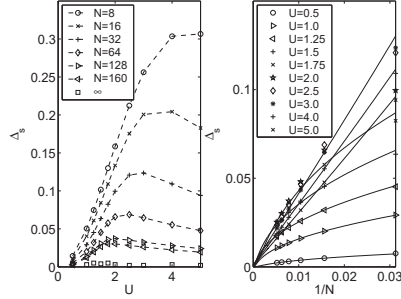 0.3
0.25
0.2
0.15
0.1
0.05
0
Δs
0
2
4
U
N=8
N=16
N=32
N=64
N=128
N=160
∞
0.1
0.05
0
Δs
0
0.01
0.02
0.03
1/N
U=0.5
U=1.0
U=1.25
U=1.5
U=1.75
U=2.0
U=2.5
U=3.0
U=4.0
U=5.0